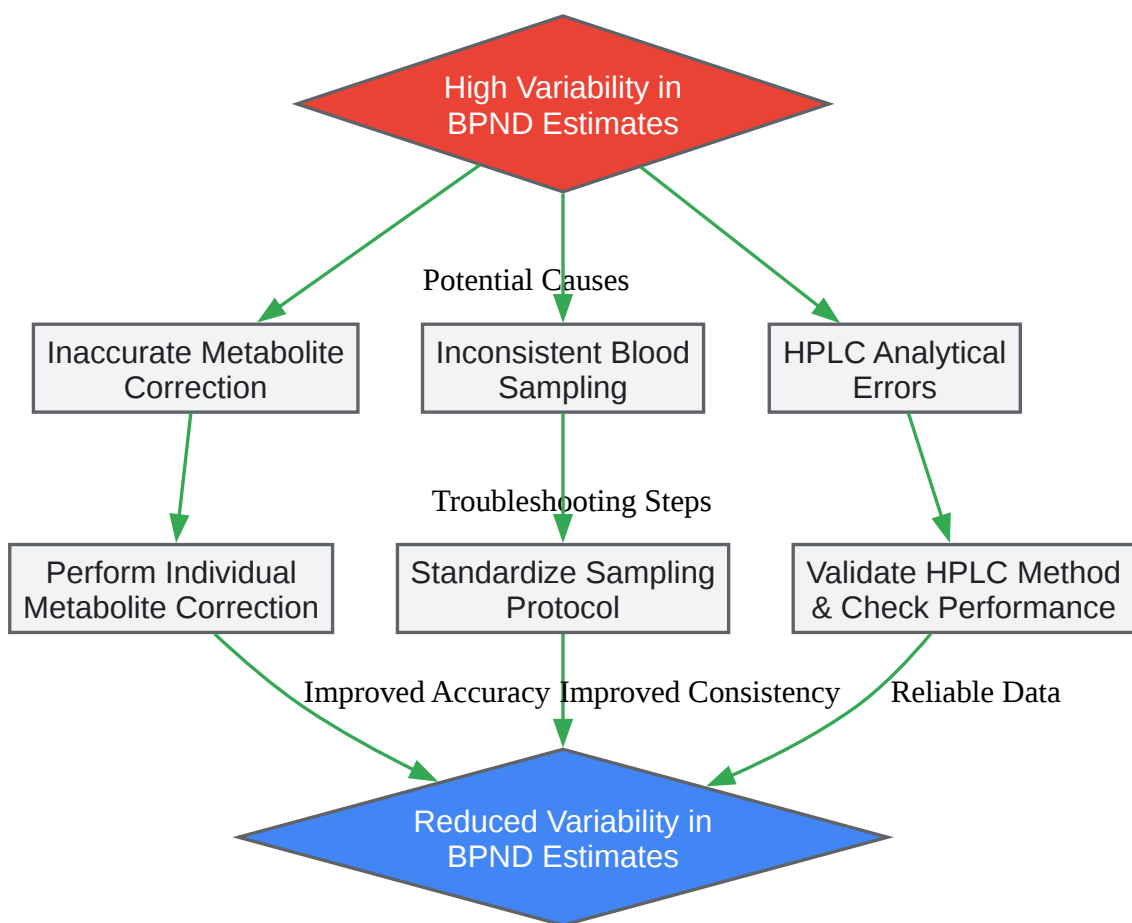 High Variability in
BPND Estimates
Potential Causes
Inaccurate Metabolite
Correction
Inconsistent Blood
Sampling
HPLC Analytical
Errors
Troubleshooting Steps
Perform Individual
Metabolite Correction
Standardize Sampling
Protocol
Validate HPLC Method
& Check Performance
Improved Accuracy
Improved Consistency
Reliable Data
Reduced Variability in
BPND Estimates